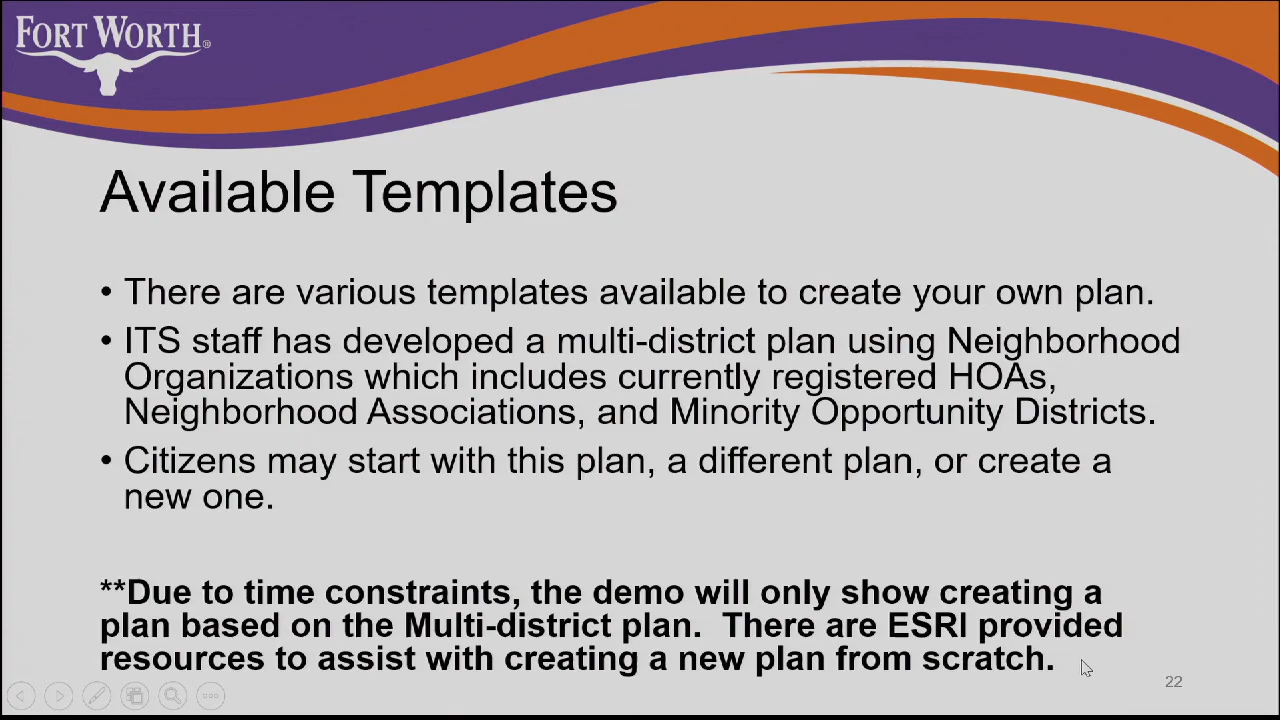 FORT WORTH®
Available Templates
• There are various templates available to create your own plan.
• ITS staff has developed a multi-district plan using Neighborhood
Organizations which includes currently registered HOAs,
Neighborhood Associations, and Minority Opportunity Districts.
• Citizens may start with this plan, a different plan, or create a
new one.
**Due to time constraints, the demo will only show creating a
plan based on the Multi-district plan.  There are ESRI provided
resources to assist with creating a new plan from scratch.
22